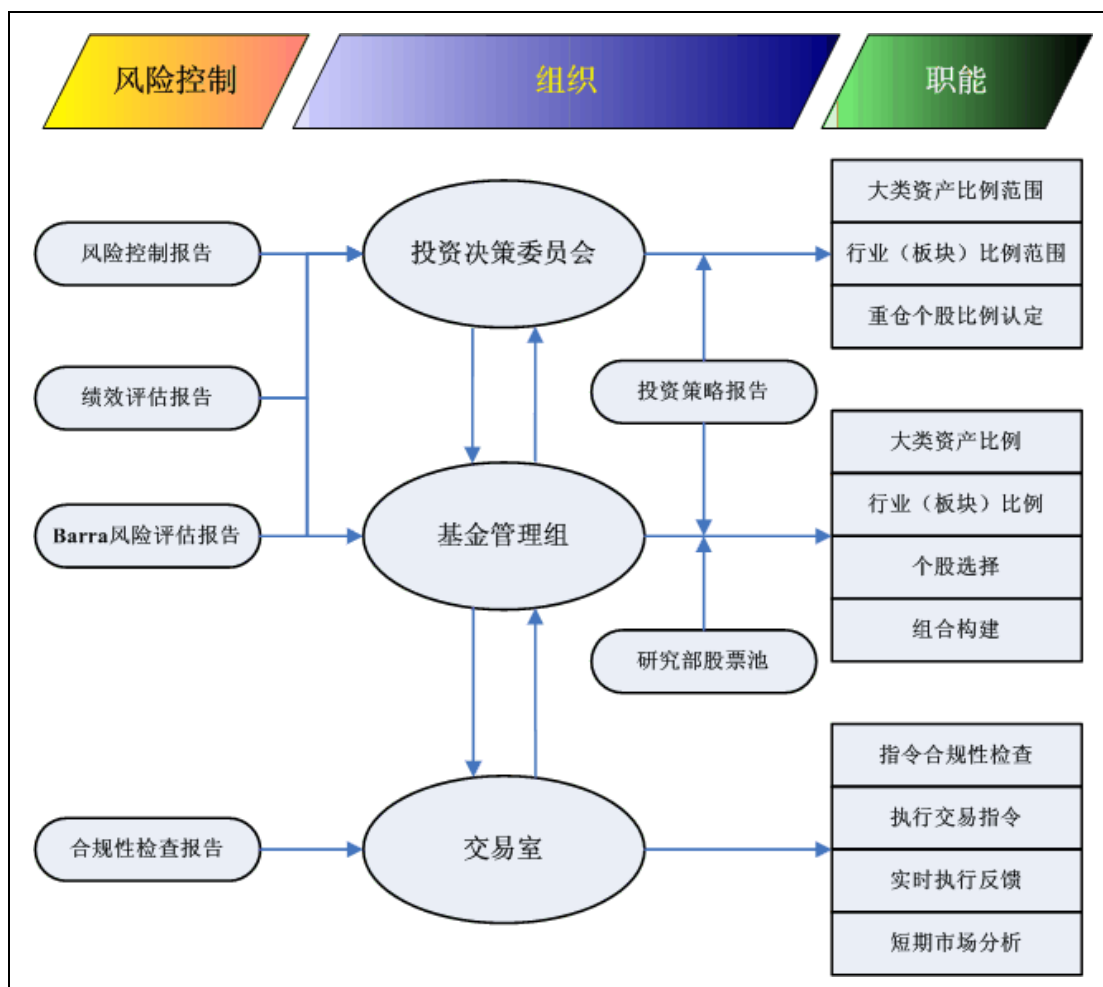 风险控制
组织
职能
大类资产比例范围
风险控制报告
投资决策委员会
行业（板块）比例范围
重仓个股比例认定
绩效评估报告
投资策略报告
大类资产比例
行业（板块）比例
Barra风险评估报告
基金管理组
个股选择
组合构建
研究部股票池
指令合规性检查
执行交易指令
合规性检查报告
交易室
实时执行反馈
短期市场分析